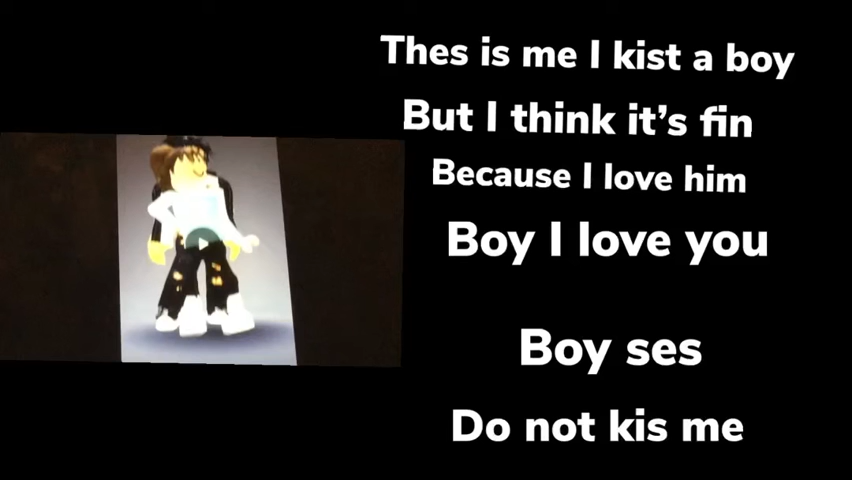 Thes is me I kist a boy
But I think it's fin
Because I love him
Boy I love you
Boy ses
Do not kis me